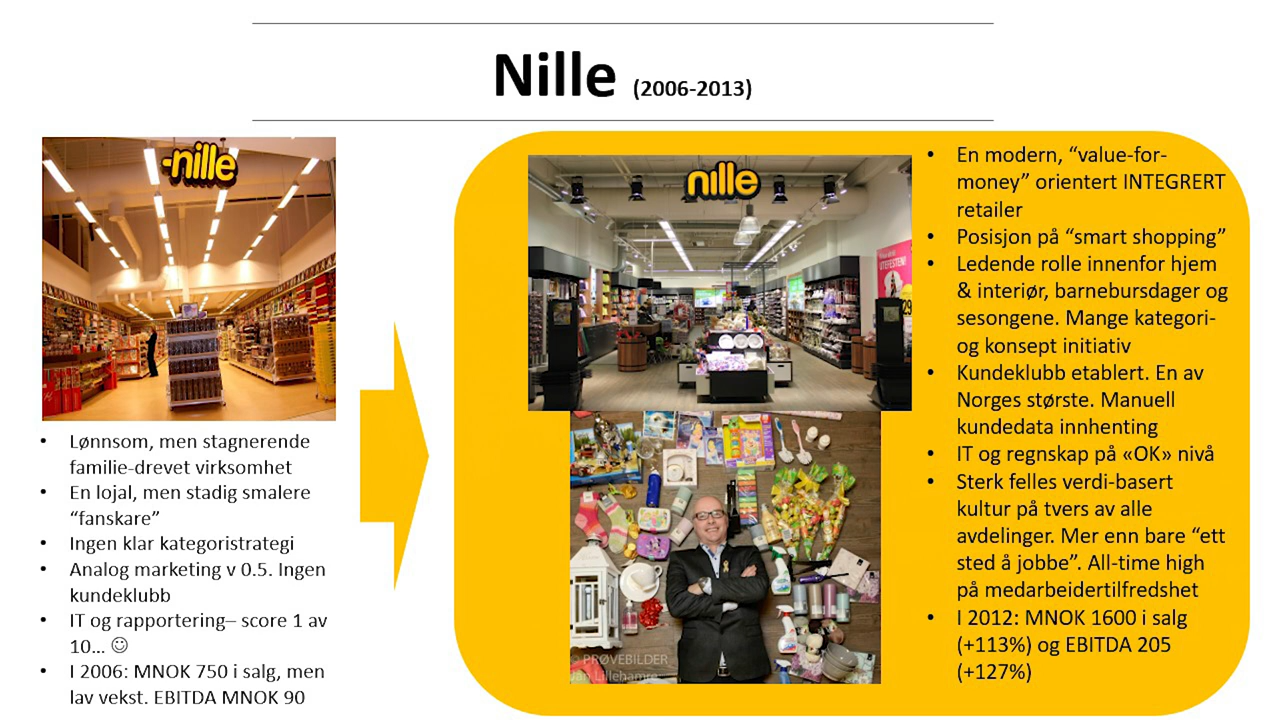 Nille (2006-2013)
-nille
• Lønnsom, men stagnerende
familie-drevet virksomhet
• En lojal, men stadig smalere
“fanskare”
• Ingen klar kategoristrategi
• Analog marketing v 0.5. Ingen
kundeklubb
• IT og rapportering– score 1 av
10... ☺
• I 2006: MNOK 750 i salg, men
lav vekst. EBITDA MNOK 90
nille
UTEFESTEN!
29
PRØVEBILDER
Jan Lillehamre
• En modern, “value-for-
money” orientert INTEGRERT
retailer
• Posisjon på “smart shopping”
• Ledende rolle innenfor hjem
& interiør, barnebursdager og
sesongene. Mange kategori-
og konsept initiativ
• Kundeklubb etablert. En av
Norges største. Manuell
kundedata innhenting
• IT og regnskap på «OK» nivå
• Sterk felles verdi-basert
kultur på tvers av alle
avdelinger. Mer enn bare “ett
sted å jobbe”. All-time high
på medarbeidertilfredshet
• I 2012: MNOK 1600 i salg
(+113%) og EBITDA 205
(+127%)